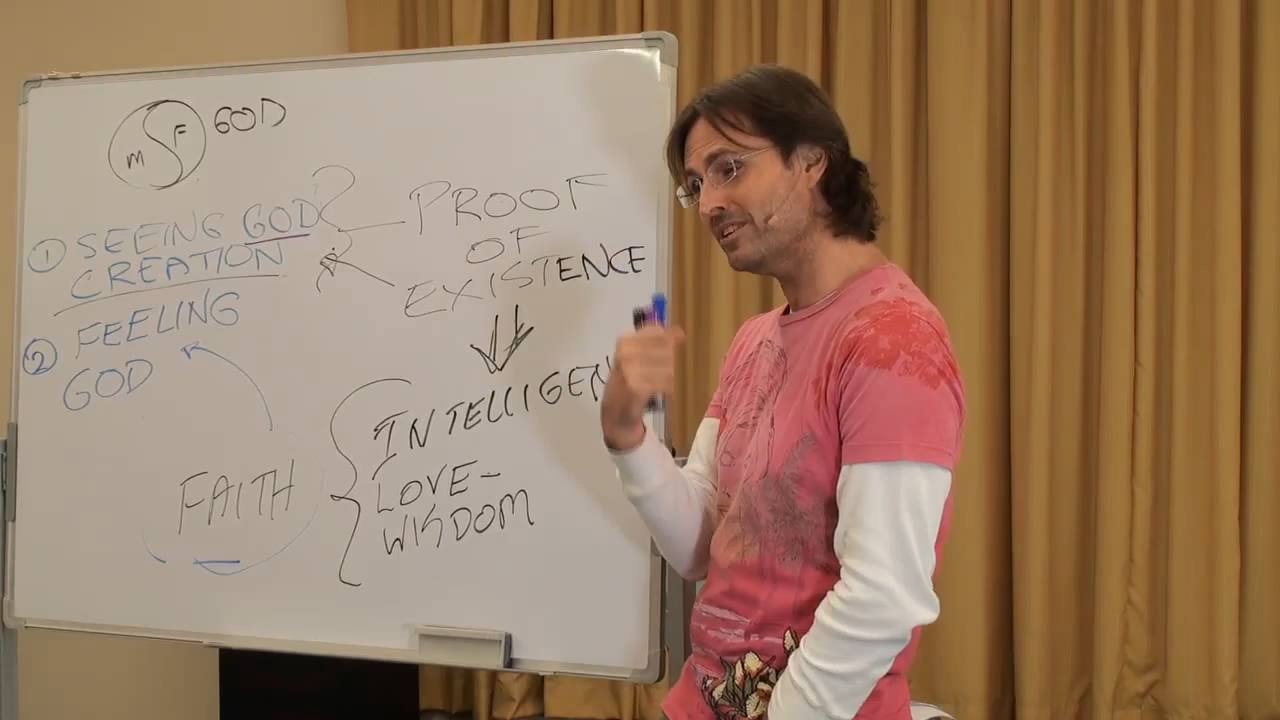 M F GOD
① SEEING GOD
CREATION
② FEELING
GOD
?
PROOF
OF
EXISTENCE
FAITH
INTELLIGEN
LOVE-
WISDOM